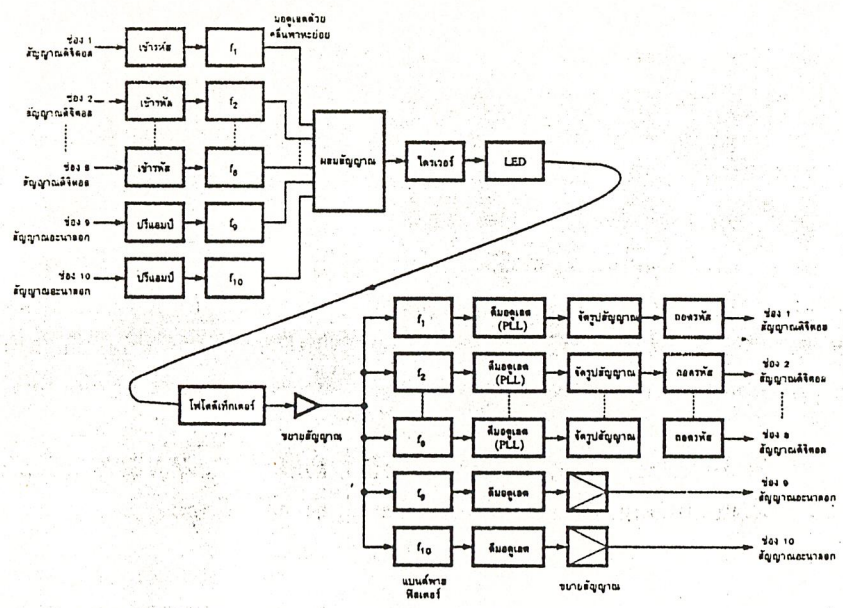 มอดูเลตด้วย
คลื่นพาหะย่อย
ช่อง 1
สัญญาณดิจิตอล
เข้ารหัส
f1
ช่อง 2
สัญญาณดิจิตอล
เข้ารหัส
f2
ช่อง 8
สัญญาณดิจิตอล
เข้ารหัส
f8
ผสมสัญญาณ
ไดรเวอร์
LED
ช่อง 9
สัญญาณอะนาลอก
ปรีแอมป์
f9
ช่อง 10
สัญญาณอะนาลอก
ปรีแอมป์
f10
f1
ดีมอดูเลต
(PLL)
จัดรูปสัญญาณ
ถอดรหัส
ช่อง 1
สัญญาณดิจิตอล
f2
ดีมอดูเลต
(PLL)
จัดรูปสัญญาณ
ถอดรหัส
ช่อง 2
สัญญาณดิจิตอล
โฟโตดีเท็กเตอร์
ขยายสัญญาณ
f8
ดีมอดูเลต
(PLL)
จัดรูปสัญญาณ
ถอดรหัส
ช่อง 8
สัญญาณดิจิตอล
f9
ดีมอดูเลต
ช่อง 9
สัญญาณอะนาลอก
f10
ดีมอดูเลต
ช่อง 10
สัญญาณอะนาลอก
แบนด์พาส
ฟิลเตอร์
ขยายสัญญาณ